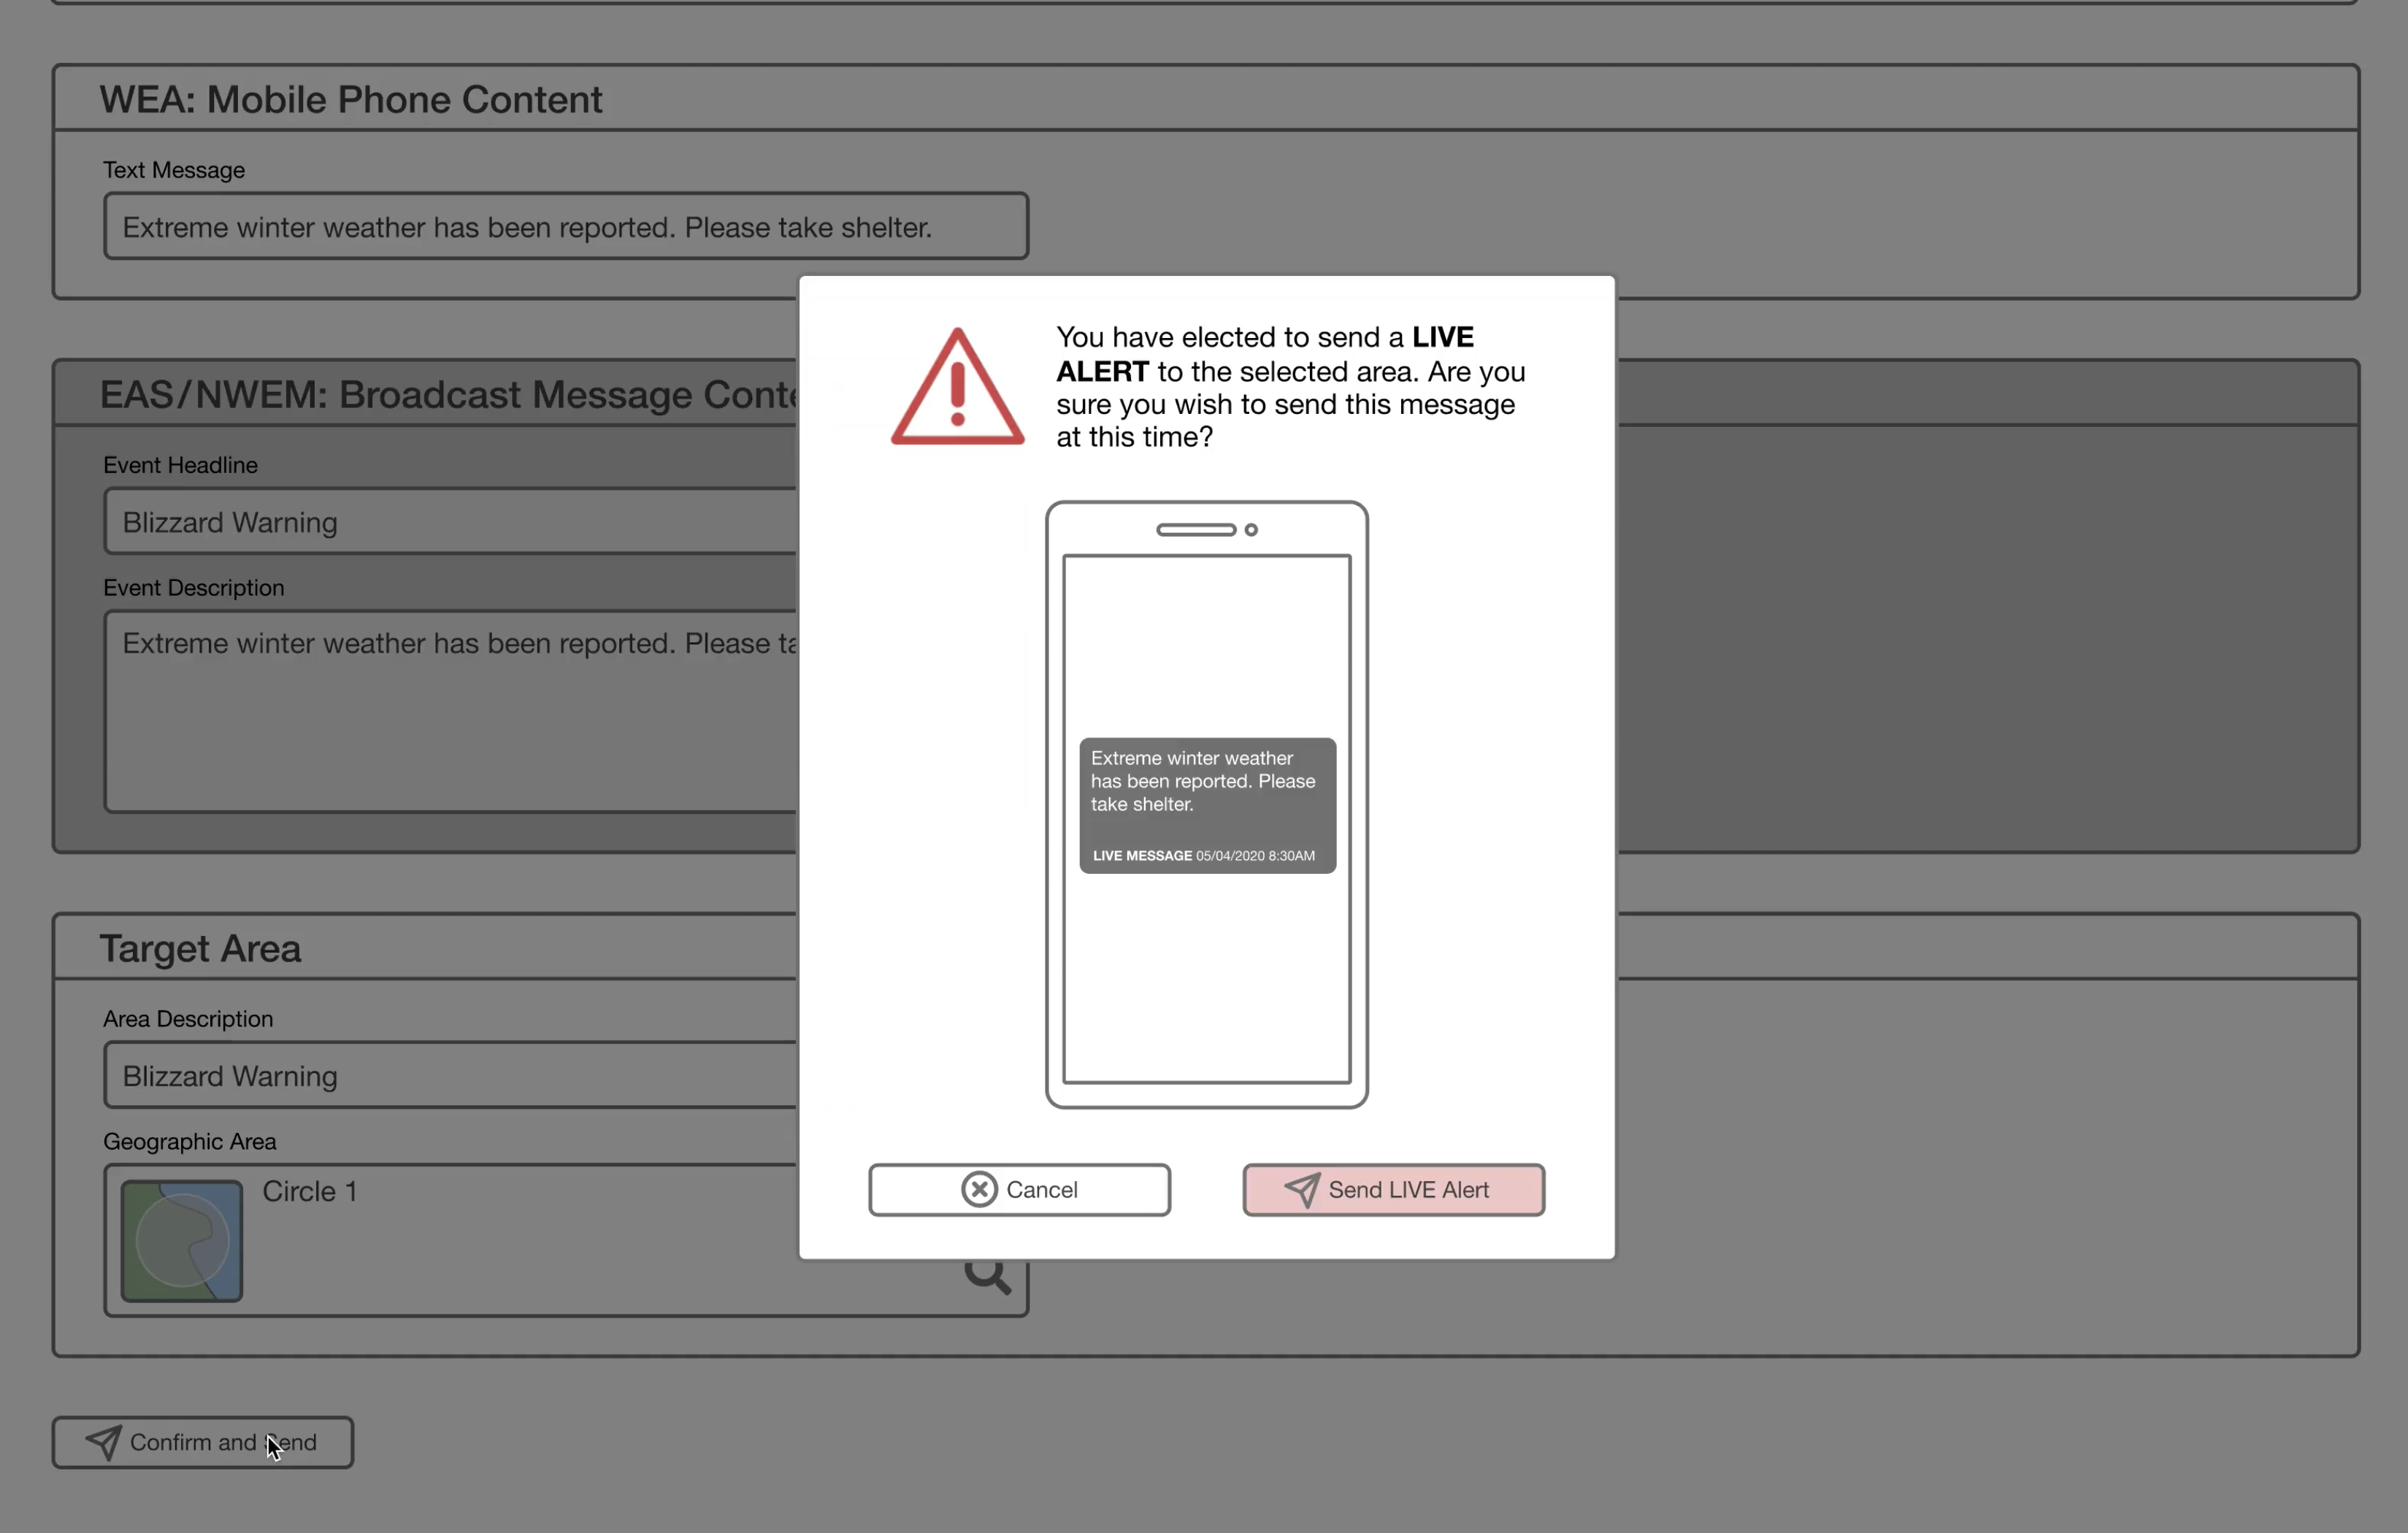 WEA: Mobile Phone Content
Text Message
Extreme winter weather has been reported. Please take shelter.
EAS/NWEM: Broadcast Message Conte
Event Headline
Blizzard Warning
Event Description
Extreme winter weather has been reported. Please ta
Target Area
Area Description
Blizzard Warning
Geographic Area
Circle 1
Confirm and Send
You have elected to send a LIVE
ALERT to the selected area. Are you
sure you wish to send this message
at this time?
Extreme winter weather
has been reported. Please
take shelter.
LIVE MESSAGE 05/04/2020 8:30AM
Cancel
Send LIVE Alert